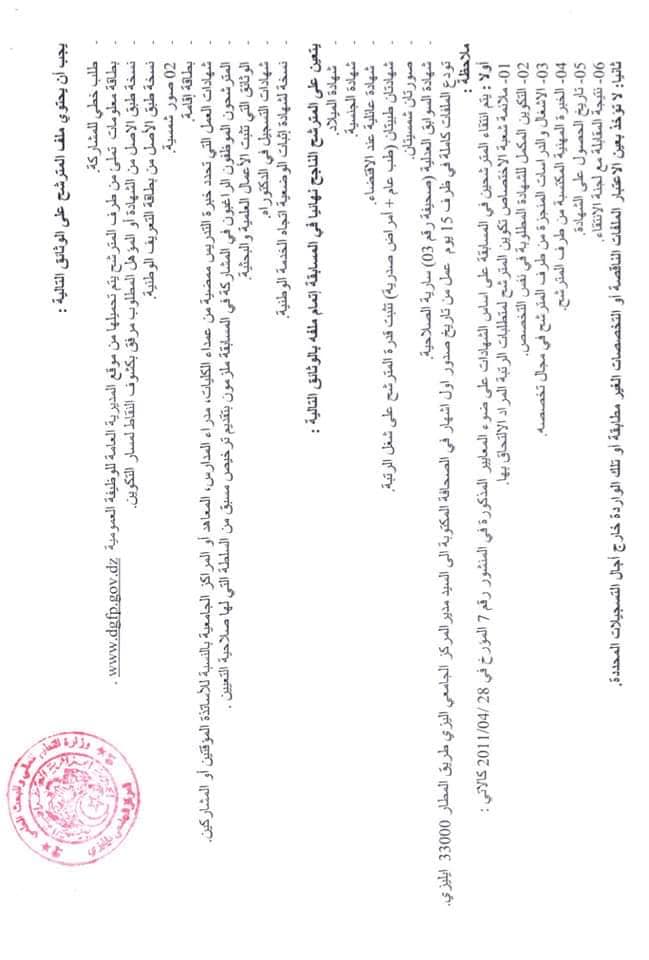 وزارة التعليم العالي والبحث العلمي
المركز الجامعي إيليزي
يجب أن يحتوي ملف المترشح على الوثائق التالية :
- طلب خطي للمشاركة.
- بطاقة معلومات تملئ من طرف المترشح يتم تحميلها من موقع المديرية العامة للوظيفة العمومية www.dgfp.gov.dz .
- نسخة طبق الاصل من الشهادة أو المؤهل المطلوب مرفق بكشوف النقاط لمسار التكوين.
- نسخة طبق الأصل من بطاقة التعريف الوطنية.
- 02 صور شمسية.
- بطاقة إقامة.
- شهادات العمل التي تحدد خبرة التدريس ممضية من عمداء الكليات، مدراء المدارس، المعاهد أو المراكز الجامعية بالنسبة للأساتذة المؤقتين أو المشاركين.
- المترشحون الموظفون الراغبون في المشاركة في المسابقة ملزمون بتقديم ترخيص مسبق من السلطة التي لها صلاحية التعيين .
- الوثائق التي تثبت الأعمال العلمية والبحثية.
- شهادات التسجيل في الدكتوراه.
- نسخة لشهادة إثبات الوضعية اتجاه الخدمة الوطنية.
يتعين على المترشح الناجح نهائيا في المسابقة إتمام ملفه بالوثائق التالية :
- شهادة الميلاد.
- شهادة الجنسية.
- شهادة عائلية عند الاقتضاء.
- شهادتان طبيتان (طب عام + أمراض صدرية) تثبت قدرة المترشح على شغل الرتبة.
- صورتان شمسيتان.
- شهادة السوابق العدلية (صحيفة رقم 03) سارية الصلاحية.
تودع الملفات كاملة في ظرف 15 يوم عمل من تاريخ صدور اول اشهار في الصحافة المكتوبة الى السيد مدير المركز الجامعي اليزي طريق المطار 33000 ايليزي.
ملاحظة :
أولا : يتم انتقاء المترشحين في المسابقة على اساس الشهادات على ضوء المعايير المذكورة في المنشور رقم 7 المؤرخ في 28 /2011/04 كالاتي :
01- ملائمة شعبة الاختصاص تكوين المترشح لمتطلبات الرتبة المراد الالتحاق بها.
02- التكوين المكمل للشهادة المطلوبة في نفس التخصص.
03- الاشغال والدراسات المنجزة من طرف المترشح في مجال تخصصه.
04- الخبرة المهنية المكتسبة من طرف المترشح.
05- تاريخ الحصول على الشهادة.
06- نتيجة المقابلة مع لجنة الانتقاء.
ثانيا: لا تؤخذ بعين الاعتبار الملفات الناقصة أو التخصصات الغير مطابقة أو تلك الواردة خارج أجال التسجيلات المحددة.